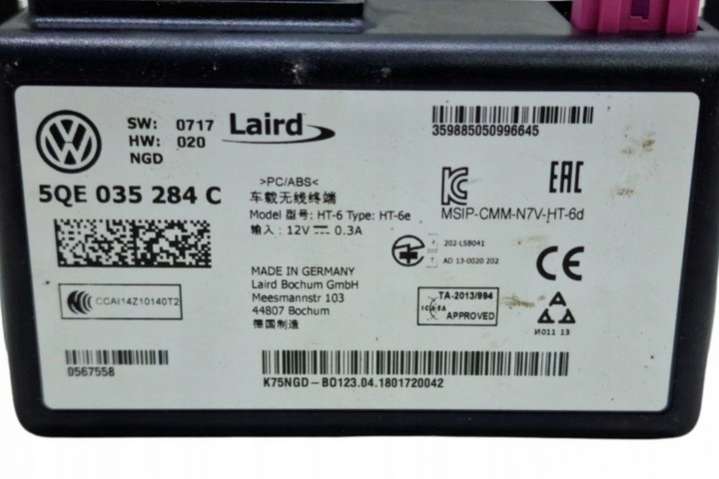 SW: 0717
HW: 020
NGD
Laird
359885050996645
5QE 035 284 C
>PC/ABS<
车载无线终端
Model 型号: HT-6 Type: HT-6e
输入: 12V 0.3A
MSIP-CMM-N7V-HT-6d
EAC
202-LSB041
AD 13-0020 202
MADE IN GERMANY
Laird Bochum GmbH
Meesmannstr 103
44807 Bochum
德国制造
CE
CCAI14Z10140T2
TA-2013/994
APPROVED
И011 13
0567558
K75NGD-BO123.04.1801720042